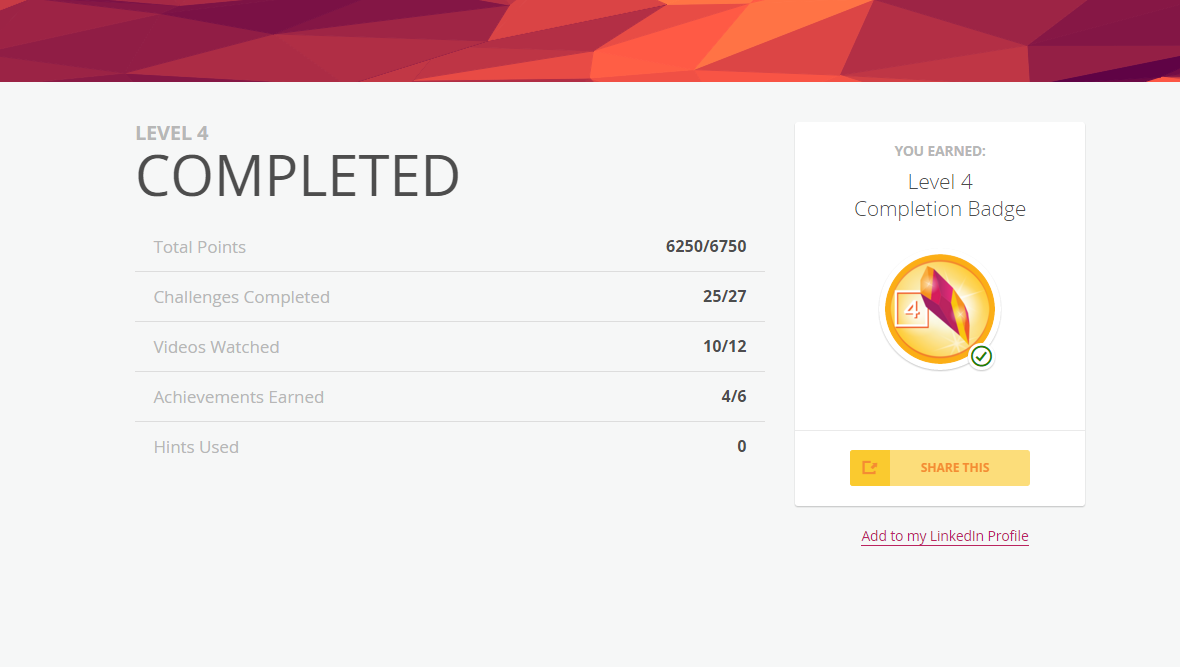 LEVEL 4
COMPLETED
Total Points 6250/6750
Challenges Completed 25/27
Videos Watched 10/12
Achievements Earned 4/6
Hints Used 0
YOU EARNED:
Level 4
Completion Badge
4
SHARE THIS
Add to my LinkedIn Profile